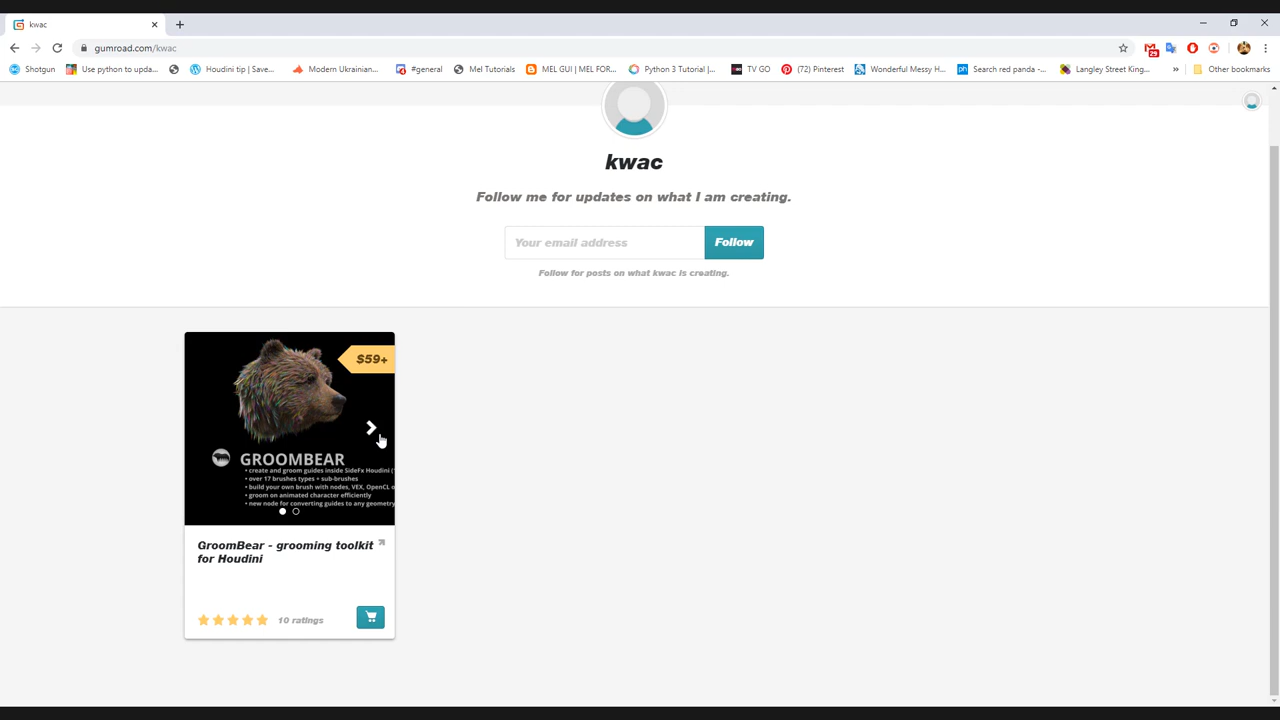 kwac
gumroad.com/kwac
29
Shotgun
Use python to upda...
Houdini tip | Save...
Modern Ukrainian...
#general
Mel Tutorials
MEL GUI | MEL FOR...
Python 3 Tutorial |...
TV GO
(72) Pinterest
Wonderful Messy H...
Search red panda -...
Langley Street King...
»
Other bookmarks
kwac
Follow me for updates on what I am creating.
Your email address
Follow
Follow for posts on what kwac is creating.
$59+
GROOMBEAR
• create and groom guides inside SideFx Houdini (
• over 17 brushes types + sub-brushes
• build your own brush with nodes, VEX, OpenCL o
• groom on animated character efficiently
• new node for converting guides to any geometry
GroomBear - grooming toolkit
for Houdini
10 ratings